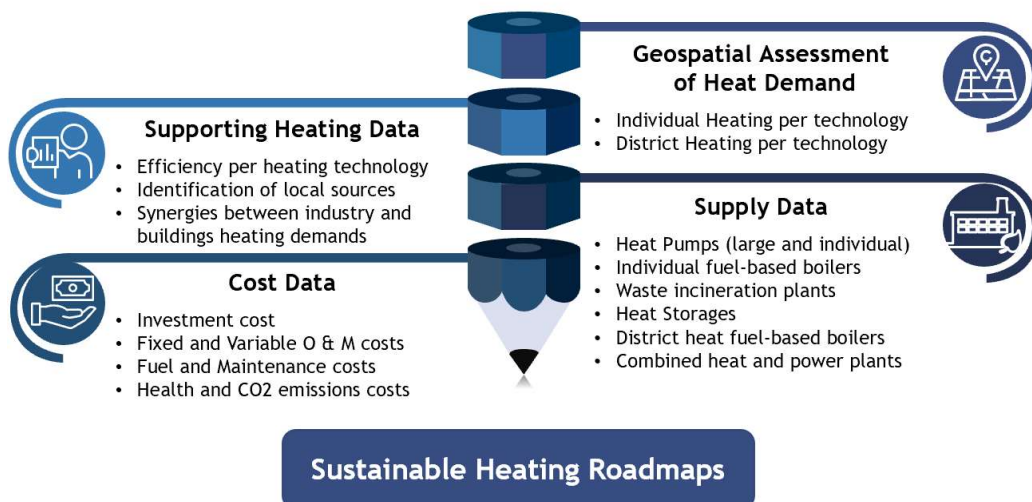 Geospatial Assessment
of Heat Demand
• Individual Heating per technology
• District Heating per technology
Supporting Heating Data
• Efficiency per heating technology
• Identification of local sources
• Synergies between industry and
buildings heating demands
Supply Data
• Heat Pumps (large and individual)
• Individual fuel-based boilers
• Waste incineration plants
• Heat Storages
• District heat fuel-based boilers
• Combined heat and power plants
Cost Data
• Investment cost
• Fixed and Variable O & M costs
• Fuel and Maintenance costs
• Health and CO2 emissions costs
Sustainable Heating Roadmaps